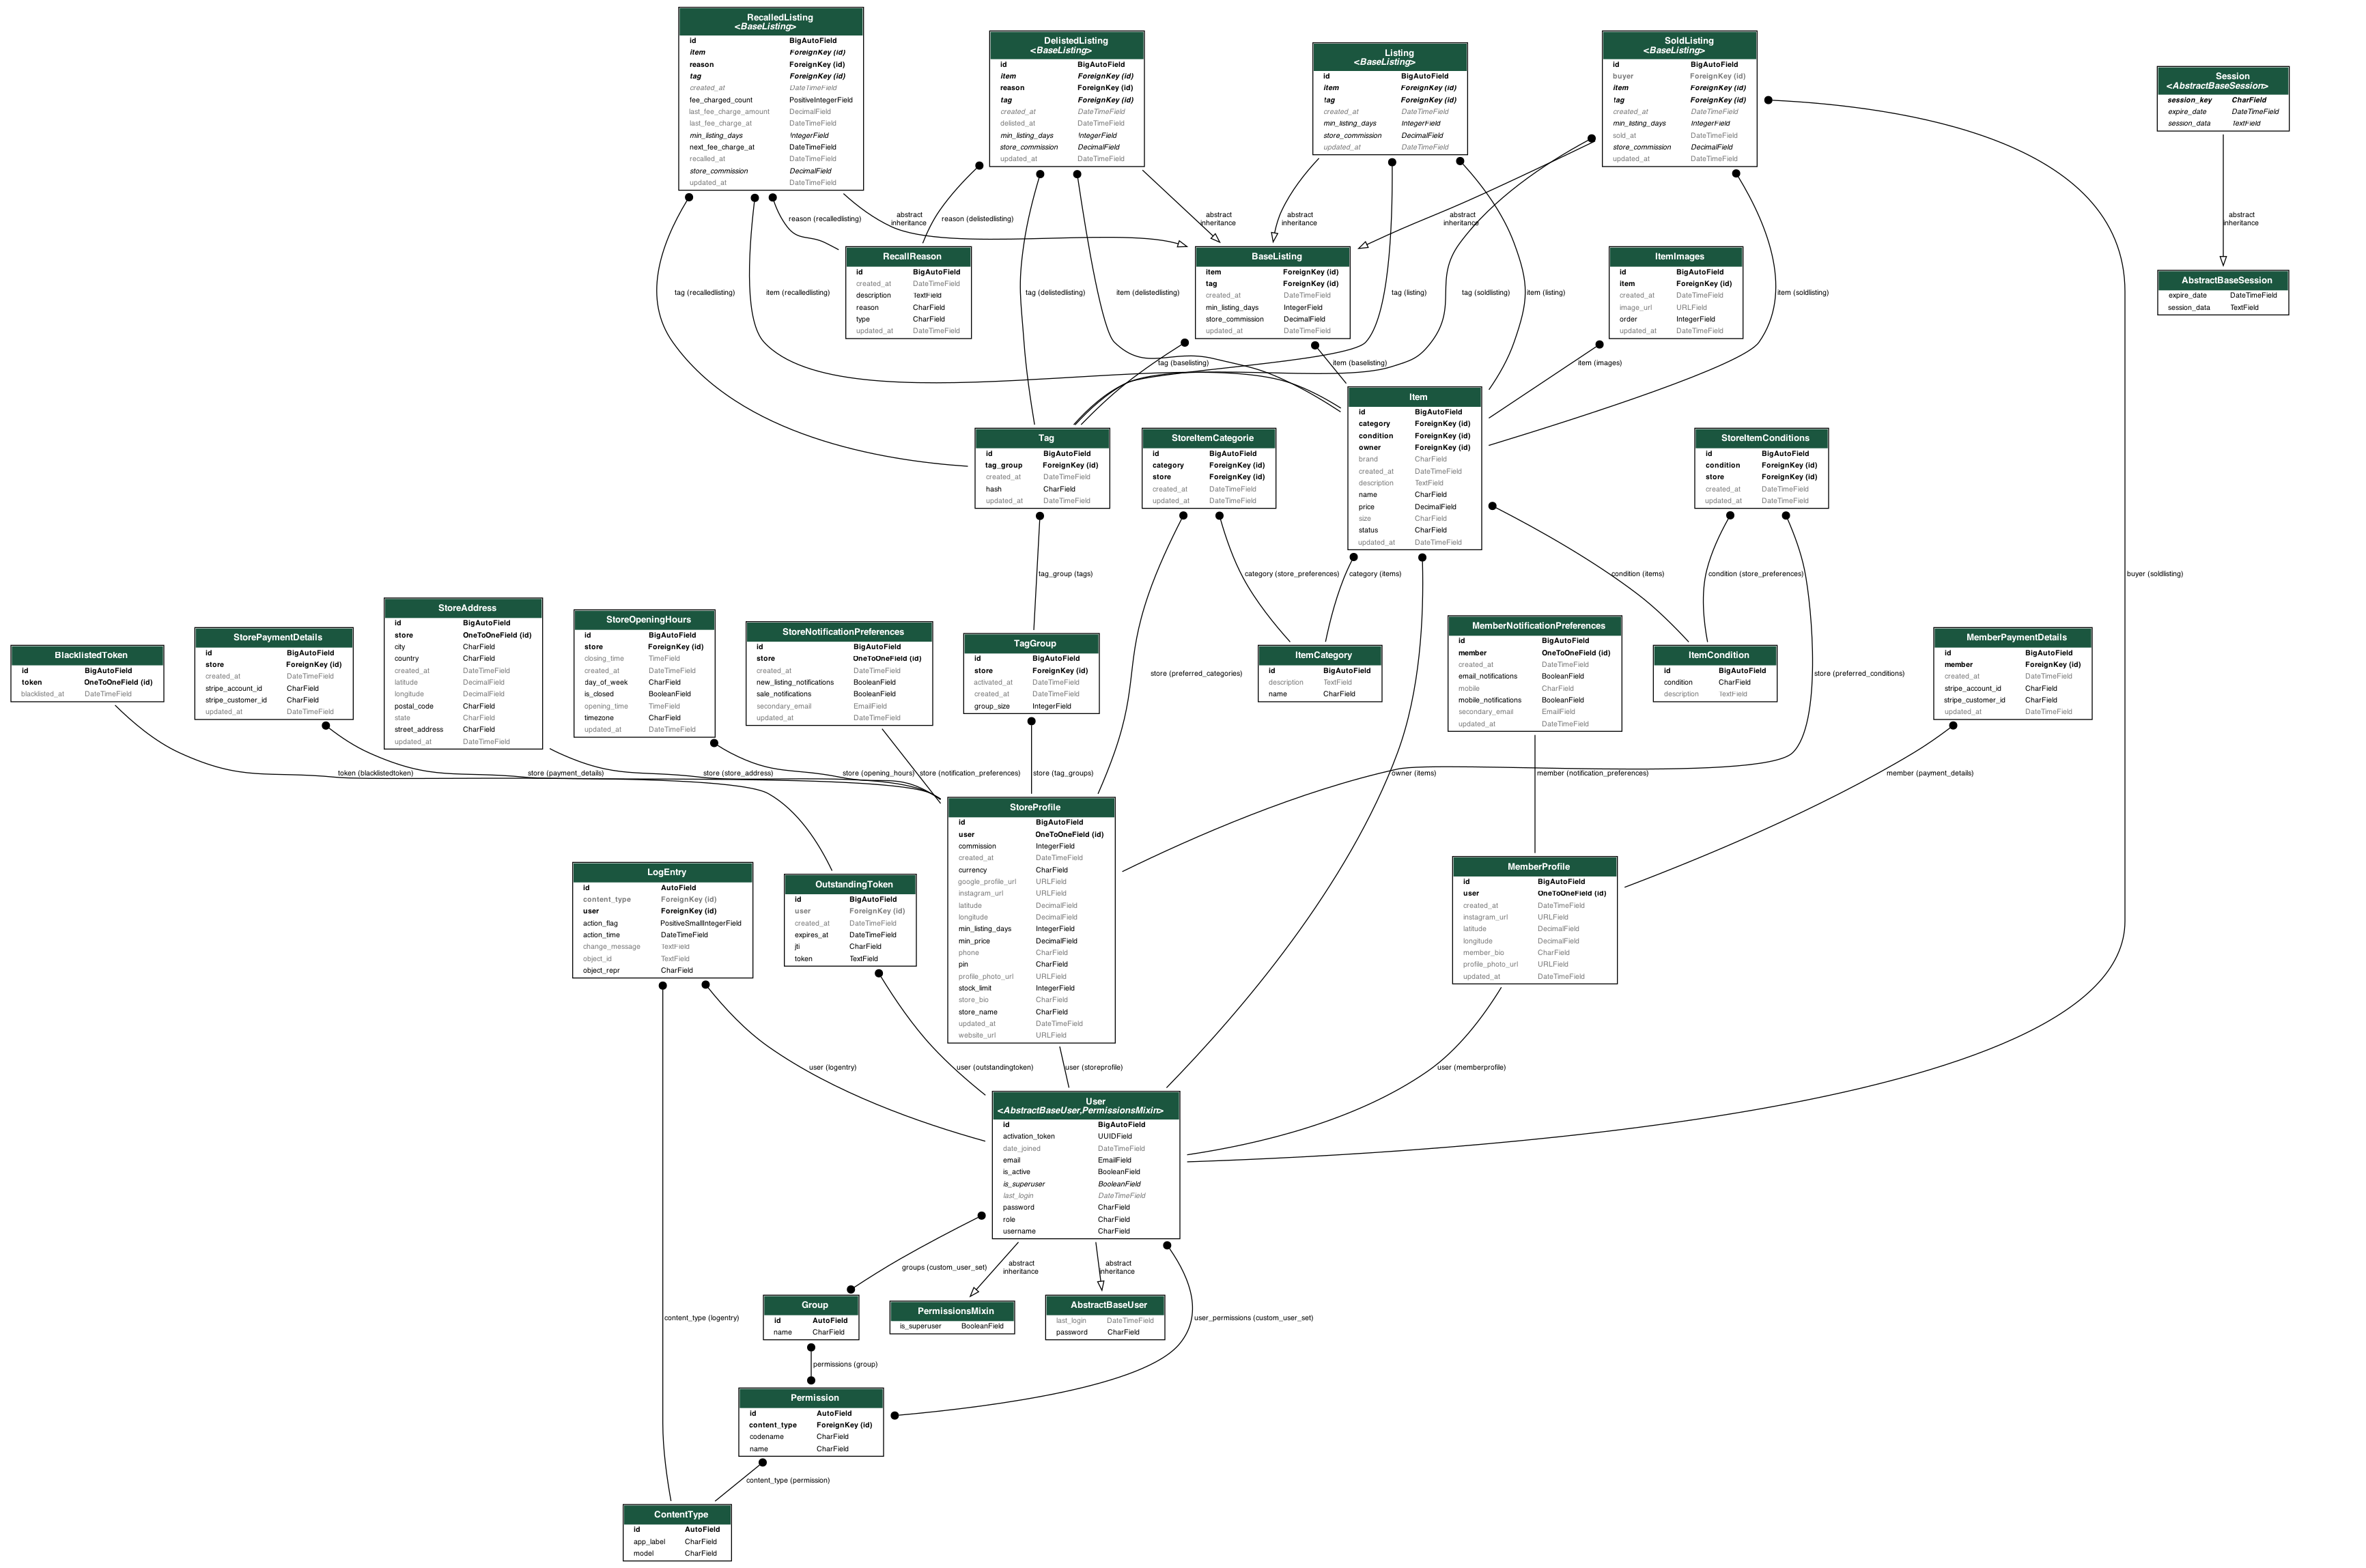 RecalledListing
<BaseListing>
id BigAutoField
item ForeignKey (id)
reason ForeignKey (id)
tag ForeignKey (id)
created_at DateTimeField
fee_charged_count PositiveIntegerField
last_fee_charge_amount DecimalField
last_fee_charge_at DateTimeField
min_listing_days IntegerField
next_fee_charge_at DateTimeField
recalled_at DateTimeField
store_commission DecimalField
updated_at DateTimeField
DelistedListing
<BaseListing>
id BigAutoField
item ForeignKey (id)
reason ForeignKey (id)
tag ForeignKey (id)
created_at DateTimeField
delisted_at DateTimeField
min_listing_days IntegerField
store_commission DecimalField
updated_at DateTimeField
Listing
<BaseListing>
id BigAutoField
item ForeignKey (id)
tag ForeignKey (id)
created_at DateTimeField
min_listing_days IntegerField
store_commission DecimalField
updated_at DateTimeField
SoldListing
<BaseListing>
id BigAutoField
buyer ForeignKey (id)
item ForeignKey (id)
tag ForeignKey (id)
created_at DateTimeField
min_listing_days IntegerField
sold_at DateTimeField
store_commission DecimalField
updated_at DateTimeField
Session
<AbstractBaseSession>
session_key CharField
expire_date DateTimeField
session_data TextField
reason (recalledlisting)
abstract
inheritance
reason (delistedlisting)
abstract
inheritance
abstract
inheritance
abstract
inheritance
abstract
inheritance
RecallReason
id BigAutoField
created_at DateTimeField
description TextField
reason CharField
type CharField
updated_at DateTimeField
BaseListing
item ForeignKey (id)
tag ForeignKey (id)
created_at DateTimeField
min_listing_days IntegerField
store_commission DecimalField
updated_at DateTimeField
ItemImages
id BigAutoField
item ForeignKey (id)
created_at DateTimeField
image_url URLField
order IntegerField
updated_at DateTimeField
AbstractBaseSession
expire_date DateTimeField
session_data TextField
tag (recalledlisting)
item (recalledlisting)
tag (delistedlisting)
item (delistedlisting)
tag (listing)
tag (soldlisting)
item (listing)
item (soldlisting)
tag (baselisting)
item (baselisting)
item (images)
Tag
id BigAutoField
tag_group ForeignKey (id)
created_at DateTimeField
hash CharField
updated_at DateTimeField
StoreItemCategorie
id BigAutoField
category ForeignKey (id)
store ForeignKey (id)
created_at DateTimeField
updated_at DateTimeField
Item
id BigAutoField
category ForeignKey (id)
condition ForeignKey (id)
owner ForeignKey (id)
brand CharField
created_at DateTimeField
description TextField
name CharField
price DecimalField
size CharField
status CharField
updated_at DateTimeField
StoreItemConditions
id BigAutoField
condition ForeignKey (id)
store ForeignKey (id)
created_at DateTimeField
updated_at DateTimeField
tag_group (tags)
category (store_preferences)
category (items)
condition (items)
condition (store_preferences)
buyer (soldlisting)
BlacklistedToken
id BigAutoField
token OneToOneField (id)
blacklisted_at DateTimeField
StorePaymentDetails
id BigAutoField
store ForeignKey (id)
created_at DateTimeField
stripe_account_id CharField
stripe_customer_id CharField
updated_at DateTimeField
StoreAddress
id BigAutoField
store OneToOneField (id)
city CharField
country CharField
created_at DateTimeField
latitude DecimalField
longitude DecimalField
postal_code CharField
state CharField
street_address CharField
updated_at DateTimeField
StoreOpeningHours
id BigAutoField
store ForeignKey (id)
closing_time TimeField
created_at DateTimeField
day_of_week CharField
is_closed BooleanField
opening_time TimeField
timezone CharField
updated_at DateTimeField
StoreNotificationPreferences
id BigAutoField
store OneToOneField (id)
created_at DateTimeField
new_listing_notifications BooleanField
sale_notifications BooleanField
secondary_email EmailField
updated_at DateTimeField
TagGroup
id BigAutoField
store ForeignKey (id)
activated_at DateTimeField
created_at DateTimeField
group_size IntegerField
store (preferred_categories)
ItemCategory
id BigAutoField
description TextField
name CharField
MemberNotificationPreferences
id BigAutoField
member OneToOneField (id)
created_at DateTimeField
email_notifications BooleanField
mobile CharField
mobile_notifications BooleanField
secondary_email EmailField
updated_at DateTimeField
ItemCondition
id BigAutoField
condition CharField
description TextField
store (preferred_conditions)
MemberPaymentDetails
id BigAutoField
member ForeignKey (id)
created_at DateTimeField
stripe_account_id CharField
stripe_customer_id CharField
updated_at DateTimeField
token (blacklistedtoken)
store (payment_details)
store (store_address)
store (opening_hours)
store (notification_preferences)
store (tag_groups)
owner (items)
member (notification_preferences)
member (payment_details)
StoreProfile
id BigAutoField
user OneToOneField (id)
commission IntegerField
created_at DateTimeField
currency CharField
google_profile_url URLField
instagram_url URLField
latitude DecimalField
longitude DecimalField
min_listing_days IntegerField
min_price DecimalField
phone CharField
pin CharField
profile_photo_url URLField
stock_limit IntegerField
store_bio CharField
store_name CharField
updated_at DateTimeField
website_url URLField
LogEntry
id AutoField
content_type ForeignKey (id)
user ForeignKey (id)
action_flag PositiveSmallIntegerField
action_time DateTimeField
change_message TextField
object_id TextField
object_repr CharField
OutstandingToken
id BigAutoField
user ForeignKey (id)
created_at DateTimeField
expires_at DateTimeField
jti CharField
token TextField
MemberProfile
id BigAutoField
user OneToOneField (id)
created_at DateTimeField
instagram_url URLField
latitude DecimalField
longitude DecimalField
member_bio CharField
profile_photo_url URLField
updated_at DateTimeField
user (logentry)
user (outstandingtoken)
user (storeprofile)
user (memberprofile)
User
<AbstractBaseUser,PermissionsMixin>
id BigAutoField
activation_token UUIDField
date_joined DateTimeField
email EmailField
is_active BooleanField
is_superuser BooleanField
last_login DateTimeField
password CharField
role CharField
username CharField
groups (custom_user_set)
abstract
inheritance
abstract
inheritance
Group
id AutoField
name CharField
PermissionsMixin
is_superuser BooleanField
AbstractBaseUser
last_login DateTimeField
password CharField
content_type (logentry)
user_permissions (custom_user_set)
permissions (group)
Permission
id AutoField
content_type ForeignKey (id)
codename CharField
name CharField
content_type (permission)
ContentType
id AutoField
app_label CharField
model CharField